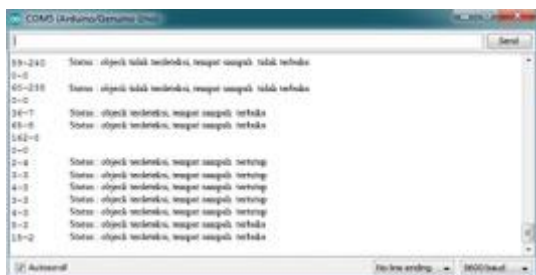 COM5 (Arduino/Genuino Uno)
Send
59-240 Status : objeck tidak terdeteksi, tempat sampah tidak terbuka
0-0
65-238 Status : objeck tidak terdeteksi, tempat sampah tidak terbuka
0-0
36-7 Status : objeck terdeteksi, tempat sampah terbuka
65-8 Status : objeck terdeteksi, tempat sampah terbuka
162-0
0-0
2-4 Status : objeck terdeteksi, tempat sampah tertutup
3-3 Status : objeck terdeteksi, tempat sampah tertutup
4-3 Status : objeck terdeteksi, tempat sampah tertutup
3-3 Status : objeck terdeteksi, tempat sampah tertutup
4-3 Status : objeck terdeteksi, tempat sampah tertutup
5-3 Status : objeck terdeteksi, tempat sampah terbuka
15-2 Status : objeck terdeteksi, tempat sampah terbuka
Autoscroll
No line ending
9600 baud